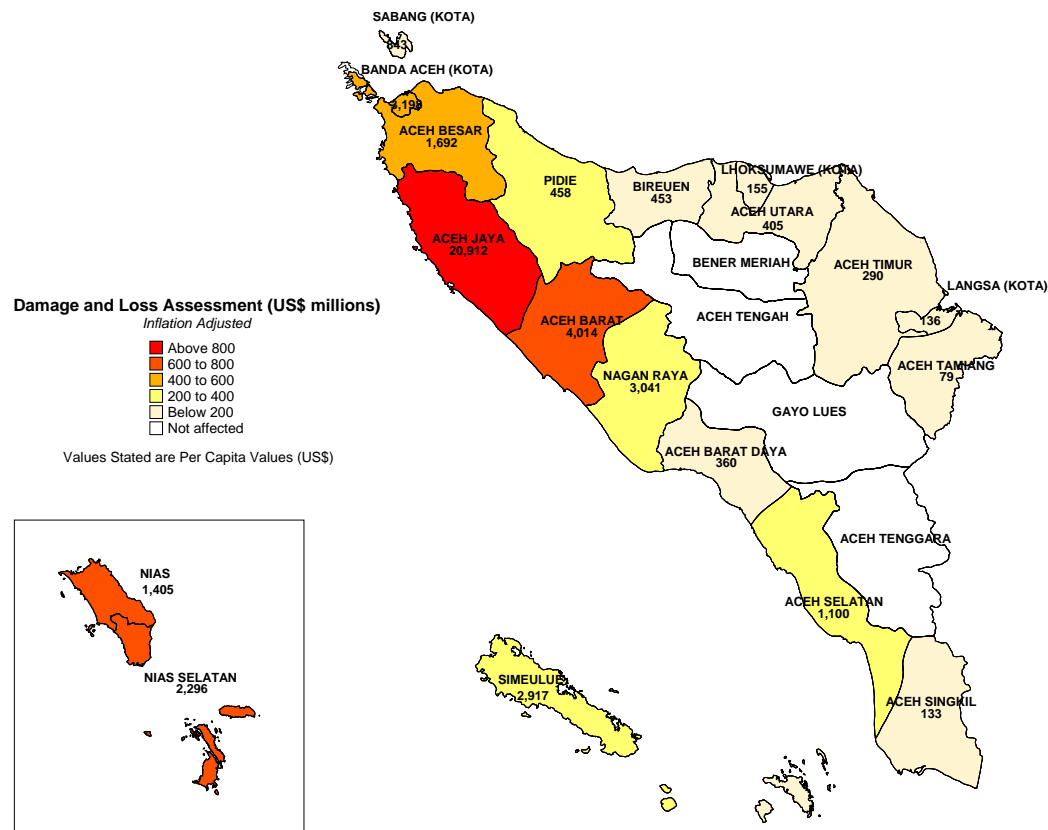 SABANG (KOTA)
843
BANDA ACEH (KOTA)
3,198
ACEH BESAR
1,692
PIDIE
458
BIREUEN
453
LHOKSUMAWE (KOTA)
155
ACEH UTARA
405
ACEH JAYA
20,912
BENER MERIAH
ACEH TIMUR
290
LANGSA (KOTA)
136
ACEH BARAT
4,014
ACEH TENGAH
ACEH TAMIANG
79
NAGAN RAYA
3,041
GAYO LUES
ACEH BARAT DAYA
360
Damage and Loss Assessment (US$ millions)
Inflation Adjusted
Above 800
600 to 800
400 to 600
200 to 400
Below 200
Not affected
Values Stated are Per Capita Values (US$)
ACEH TENGGARA
NIAS
1,405
ACEH SELATAN
1,100
NIAS SELATAN
2,296
SIMEULUE
2,917
ACEH SINGKIL
133